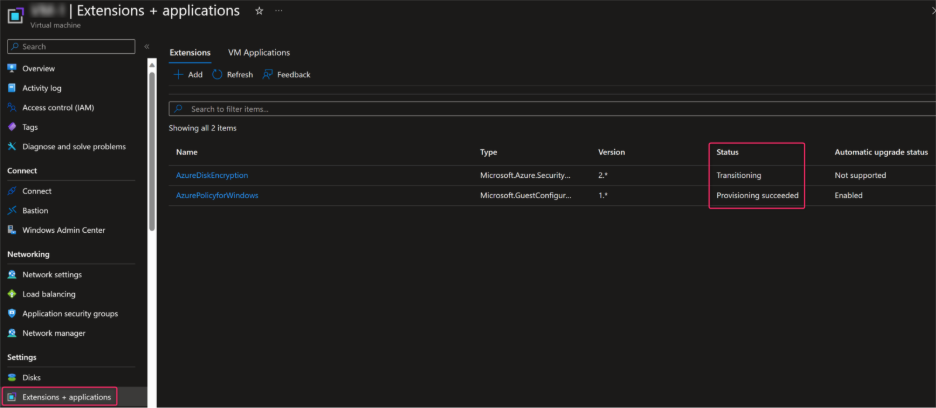 | Extensions + applications
Virtual machine
Search
Overview
Activity log
Access control (IAM)
Tags
Diagnose and solve problems
Connect
Connect
Bastion
Windows Admin Center
Networking
Network settings
Load balancing
Application security groups
Network manager
Settings
Disks
Extensions + applications
Extensions VM Applications
Add Refresh Feedback
Search to filter items...
Showing all 2 items
Name Type Version Status Automatic upgrade status
AzureDiskEncryption Microsoft.Azure.Security... 2.* Transitioning Not supported
AzurePolicyforWindows Microsoft.GuestConfigur... 1.* Provisioning succeeded Enabled